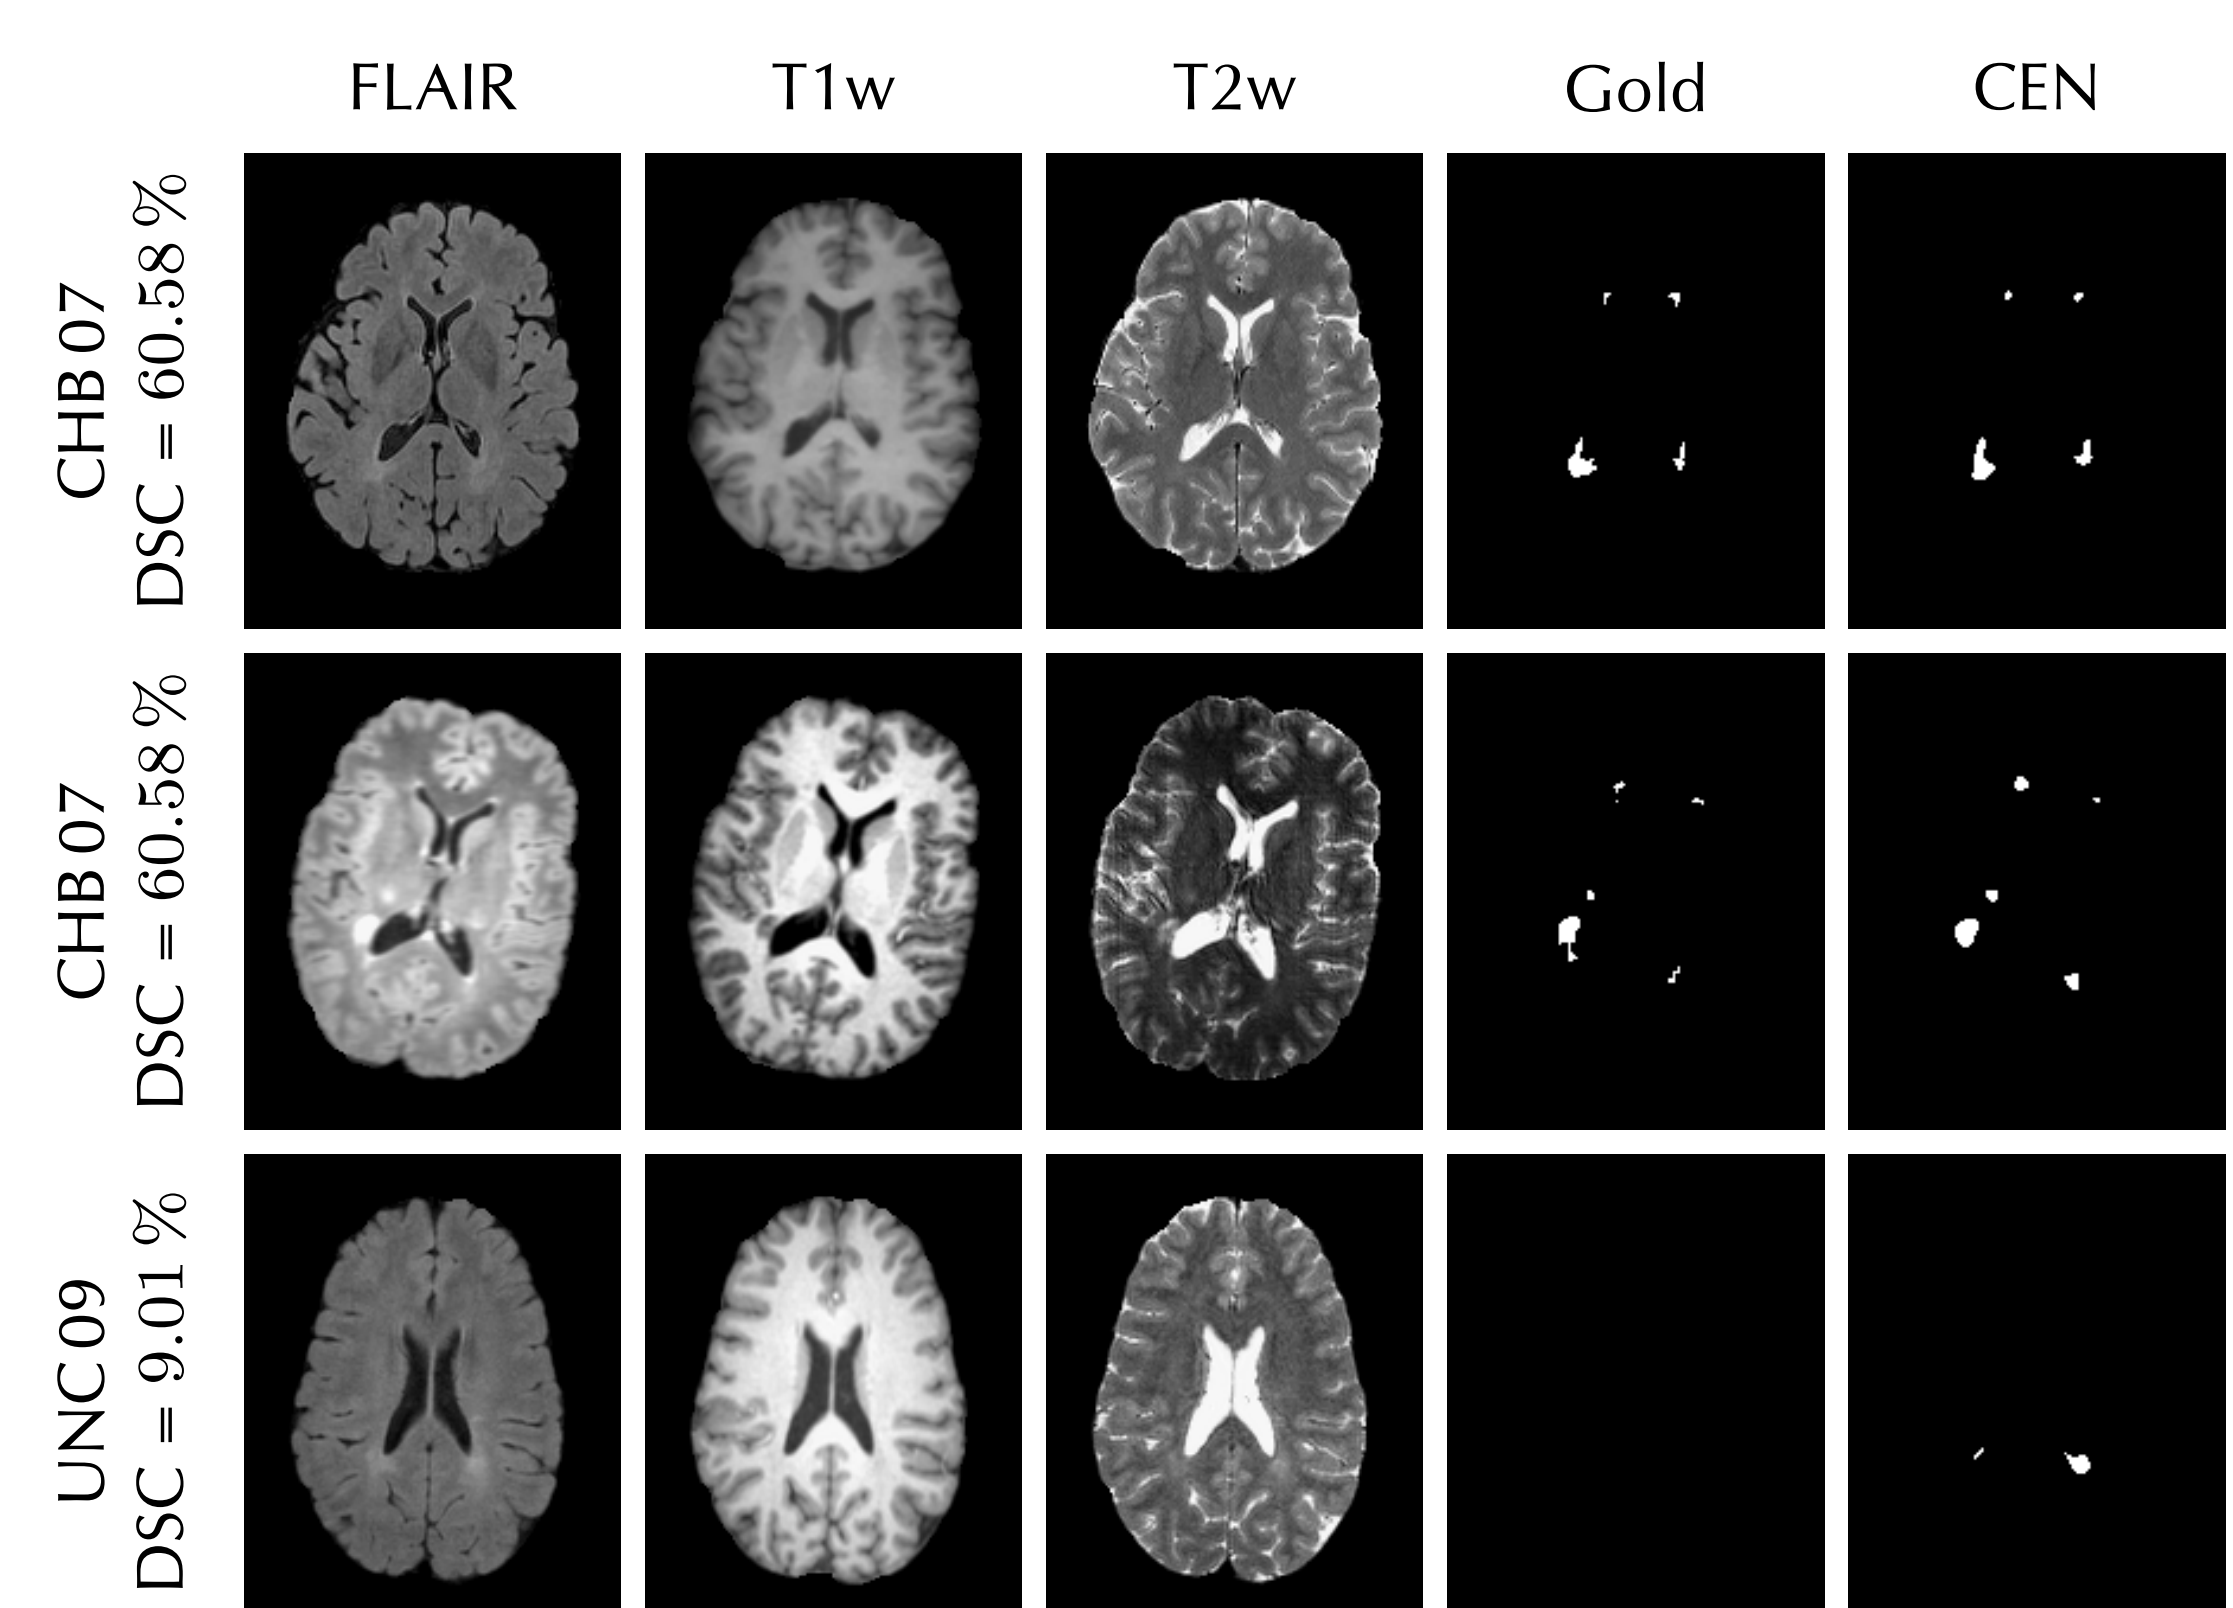 FLAIR T1w T2w Gold CEN
CHB 07
DSC = 60.58 %
CHB 07
DSC = 60.58 %
UNC 09
DSC = 9.01 %